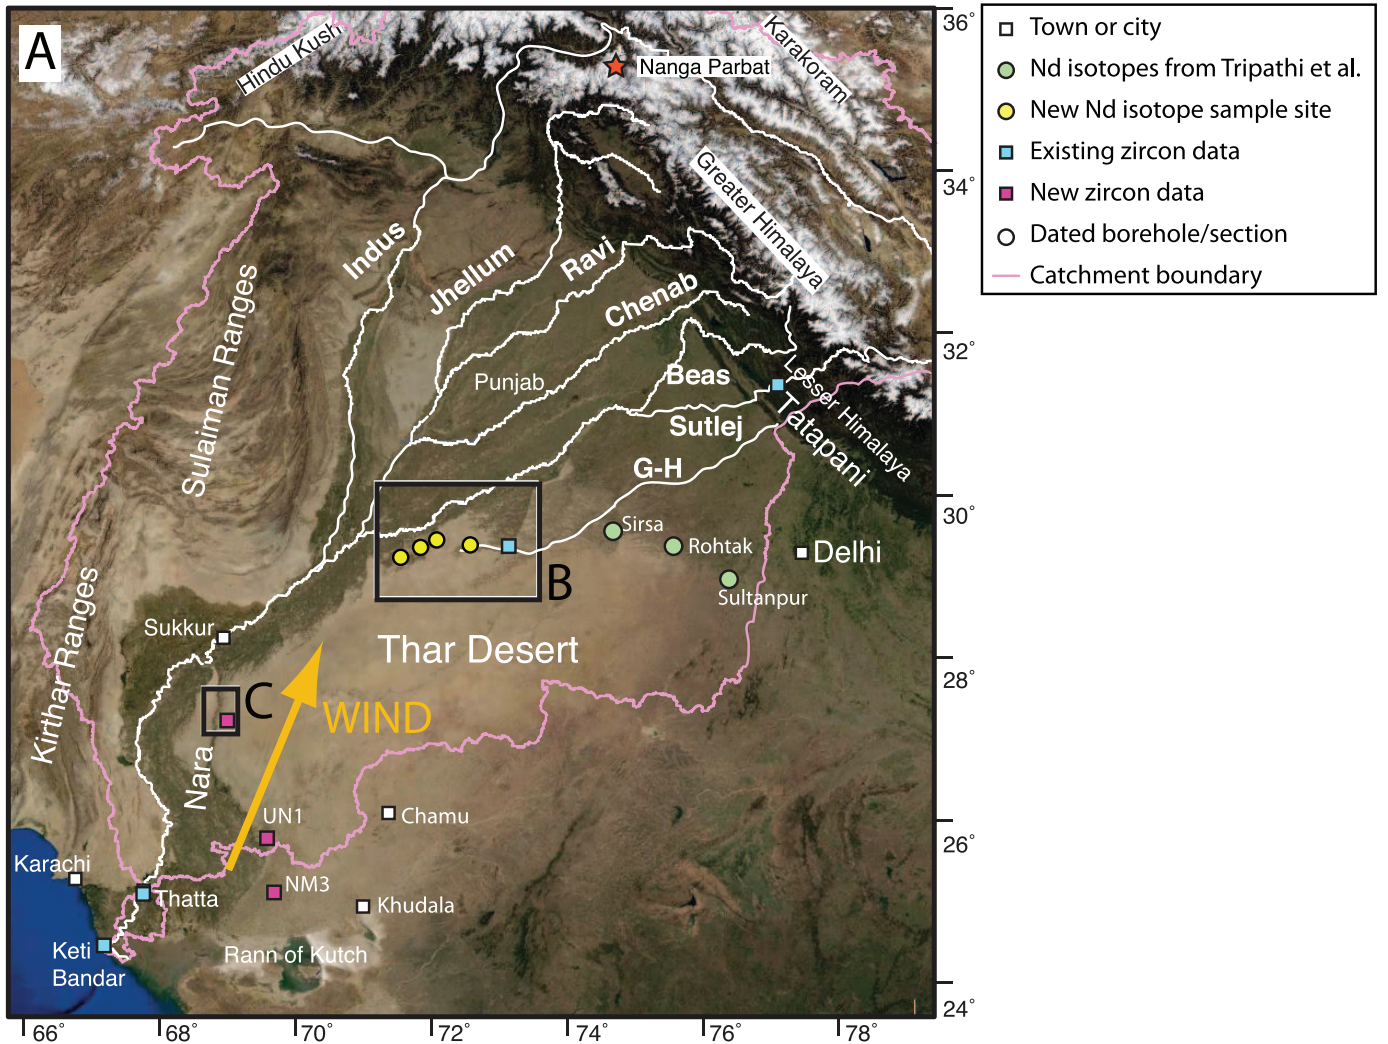 A
Hindu Kush
Karakoram
Nanga Parbat
Greater Himalaya
Indus
Jhellum
Ravi
Chenab
Sulaiman Ranges
Punjab
Beas
Lesser Himalaya
Sutlej
Tatapani
G-H
Sirsa
Rohtak
Delhi
Sultanpur
B
Kirthar Ranges
Sukkur
Thar Desert
C
WIND
Nara
UN1
Chamu
Karachi
NM3
Thatta
Khudala
Keti
Bandar
Rann of Kutch
36°
34°
32°
30°
28°
26°
24°
66° 68° 70° 72° 74° 76° 78°
Town or city
Nd isotopes from Tripathi et al.
New Nd isotope sample site
Existing zircon data
New zircon data
Dated borehole/section
Catchment boundary